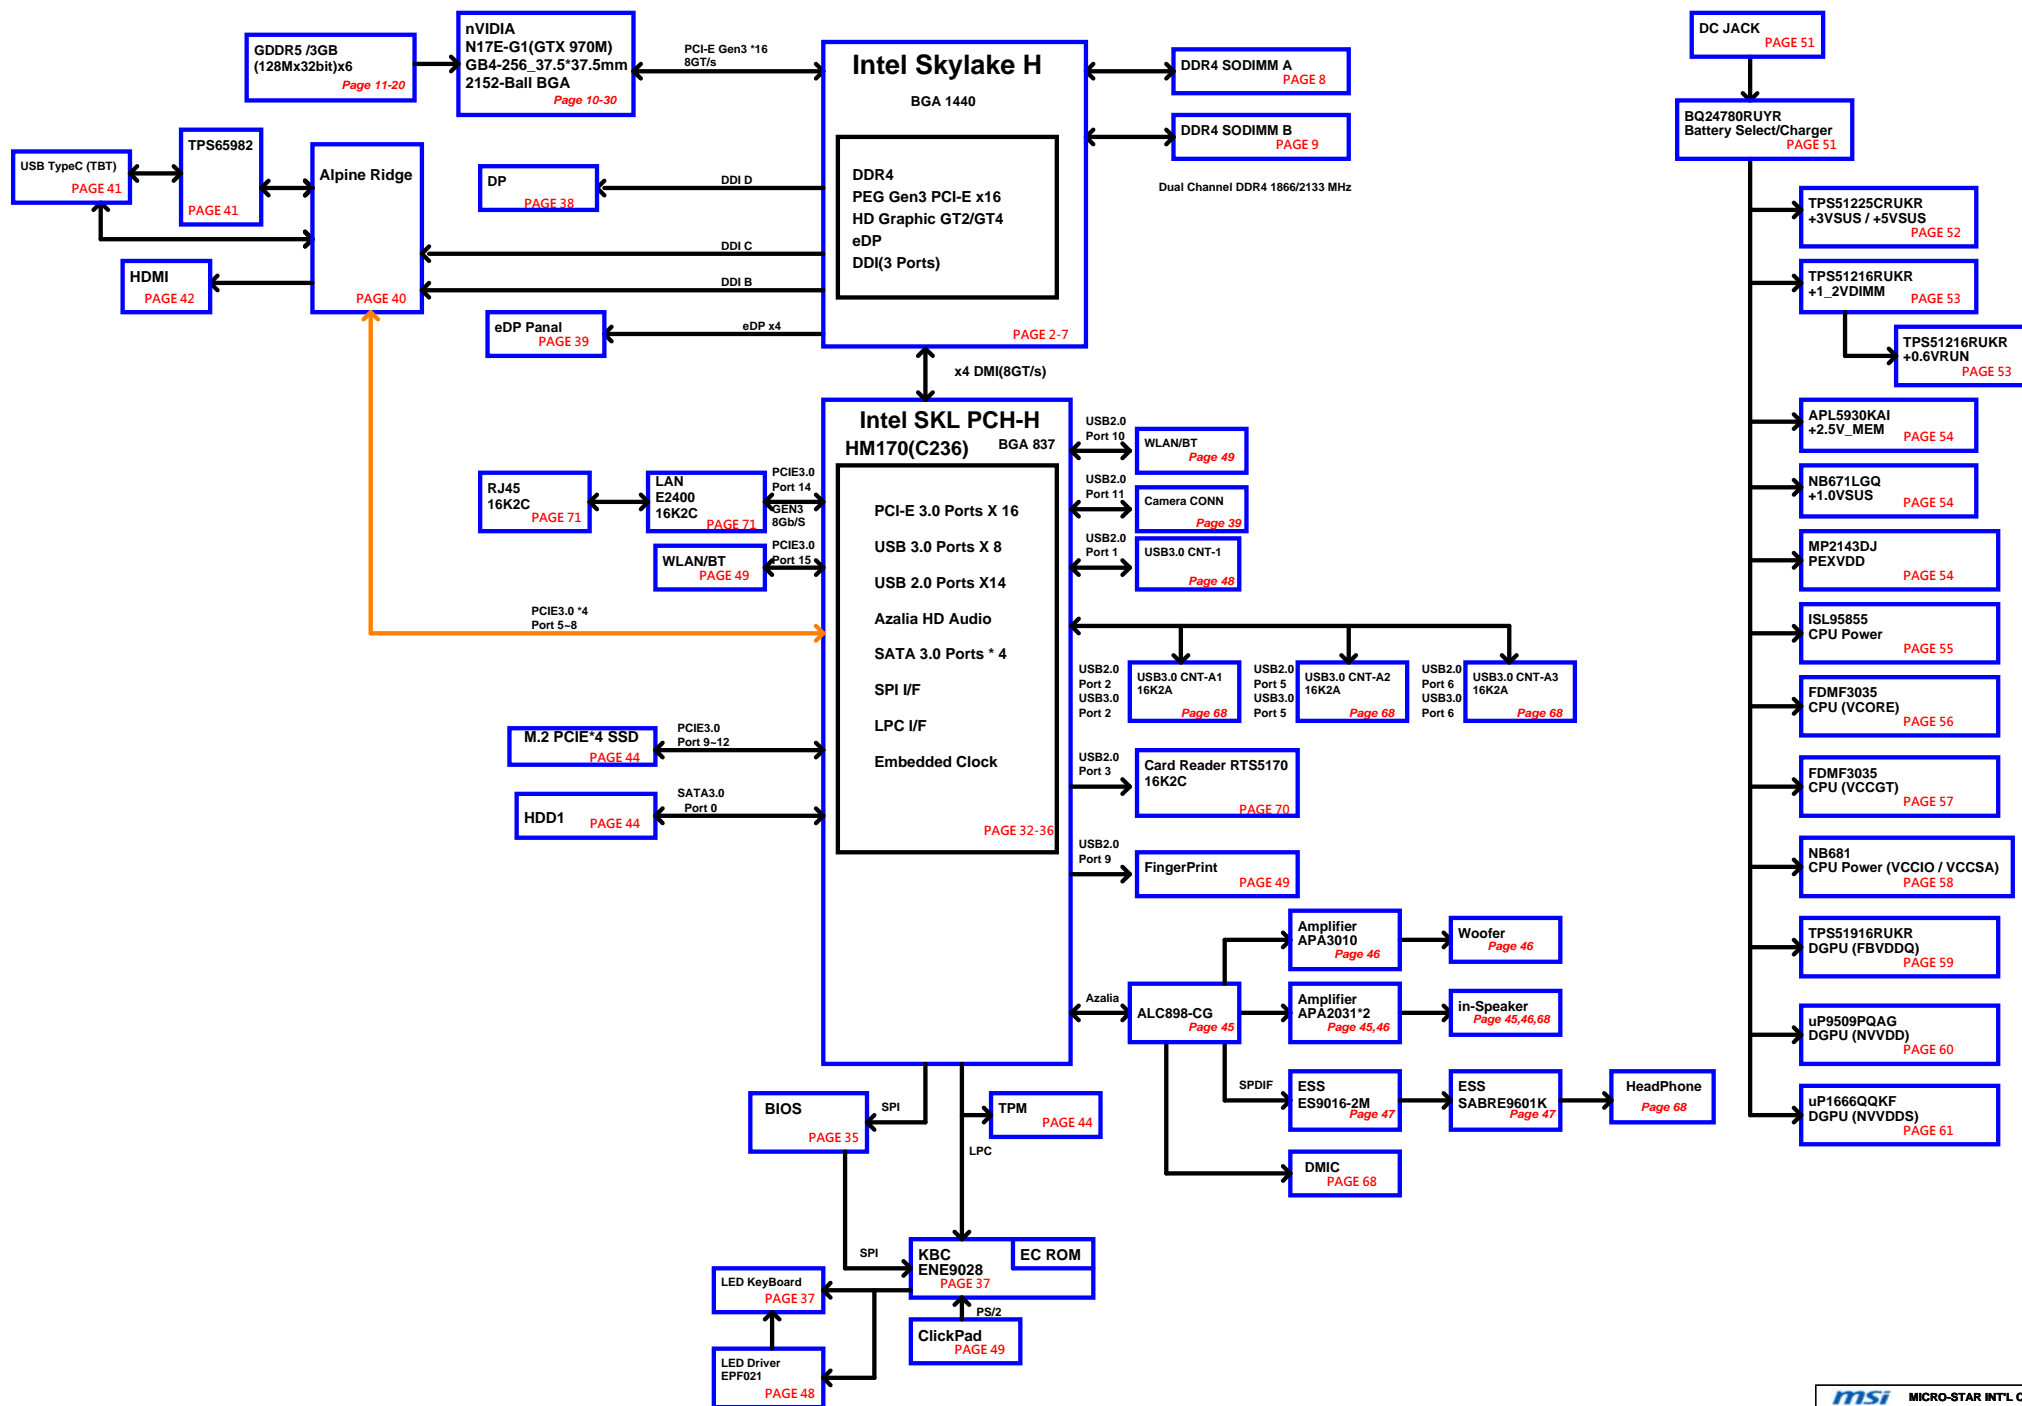 GDDR5 /3GB
(128Mx32bit)x6
Page 11-20
nVIDIA
N17E-G1(GTX 970M)
GB4-256_37.5*37.5mm
2152-Ball BGA
Page 10-30
PCI-E Gen3 *16
8GT/s
Intel Skylake H
BGA 1440
DDR4
PEG Gen3 PCI-E x16
HD Graphic GT2/GT4
eDP
DDI(3 Ports)
PAGE 2-7
DDR4 SODIMM A
PAGE 8
DDR4 SODIMM B
PAGE 9
Dual Channel DDR4 1866/2133 MHz
USB TypeC (TBT)
PAGE 41
TPS65982
PAGE 41
Alpine Ridge
PAGE 40
HDMI
PAGE 42
DP
PAGE 38
DDI D
DDI C
DDI B
eDP Panal
PAGE 39
eDP x4
x4 DMI(8GT/s)
Intel SKL PCH-H
HM170(C236)
BGA 837
PCI-E 3.0 Ports X 16
USB 3.0 Ports X 8
USB 2.0 Ports X14
Azalia HD Audio
SATA 3.0 Ports * 4
SPI I/F
LPC I/F
Embedded Clock
PAGE 32-36
RJ45
16K2C
PAGE 71
LAN
E2400
16K2C
PAGE 71
PCIE3.0
Port 14
GEN3
8Gb/S
WLAN/BT
PAGE 49
PCIE3.0
Port 15
PCIE3.0 *4
Port 5~8
M.2 PCIE*4 SSD
PAGE 44
PCIE3.0
Port 9~12
HDD1
PAGE 44
SATA3.0
Port 0
USB2.0
Port 10
WLAN/BT
Page 49
USB2.0
Port 11
Camera CONN
Page 39
USB2.0
Port 1
USB3.0 CNT-1
Page 48
USB2.0
Port 2
USB3.0
Port 2
USB3.0 CNT-A1
16K2A
Page 68
USB2.0
Port 5
USB3.0
Port 5
USB3.0 CNT-A2
16K2A
Page 68
USB2.0
Port 6
USB3.0
Port 6
USB3.0 CNT-A3
16K2A
Page 68
USB2.0
Port 3
Card Reader RTS5170
16K2C
PAGE 70
USB2.0
Port 9
FingerPrint
PAGE 49
Azalia
ALC898-CG
Page 45
Amplifier
APA3010
Page 46
Woofer
Page 46
Amplifier
APA2031*2
Page 45,46
in-Speaker
Page 45,46,68
SPDIF
ESS
ES9016-2M
Page 47
ESS
SABRE9601K
Page 47
HeadPhone
Page 68
DMIC
PAGE 68
BIOS
PAGE 35
SPI
TPM
PAGE 44
LPC
SPI
KBC
ENE9028
PAGE 37
EC ROM
LED KeyBoard
PAGE 37
PS/2
ClickPad
PAGE 49
LED Driver
EPF021
PAGE 48
DC JACK
PAGE 51
BQ24780RUYR
Battery Select/Charger
PAGE 51
TPS51225CRUKR
+3VSUS / +5VSUS
PAGE 52
TPS51216RUKR
+1_2VDIMM
PAGE 53
TPS51216RUKR
+0.6VRUN
PAGE 53
APL5930KAI
+2.5V_MEM
PAGE 54
NB671LGQ
+1.0VSUS
PAGE 54
MP2143DJ
PEXVDD
PAGE 54
ISL95855
CPU Power
PAGE 55
FDMF3035
CPU (VCORE)
PAGE 56
FDMF3035
CPU (VCCGT)
PAGE 57
NB681
CPU Power (VCCIO / VCCSA)
PAGE 58
TPS51916RUKR
DGPU (FBVDDQ)
PAGE 59
uP9509PQAG
DGPU (NVVDD)
PAGE 60
uP1666QQKF
DGPU (NVVDDS)
PAGE 61
msi
MICRO-STAR INT'L C